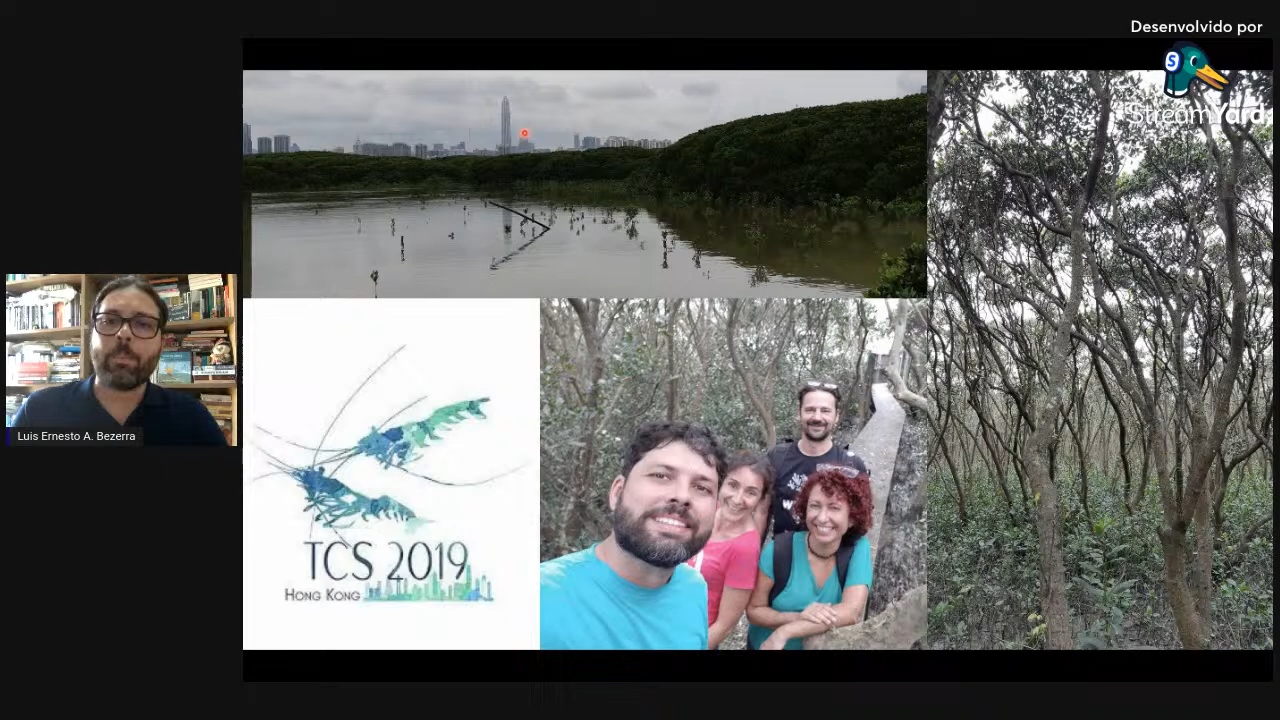 Desenvolvido por
StreamYard
Luis Ernesto A. Bezerra
TCS 2019
HONG KONG